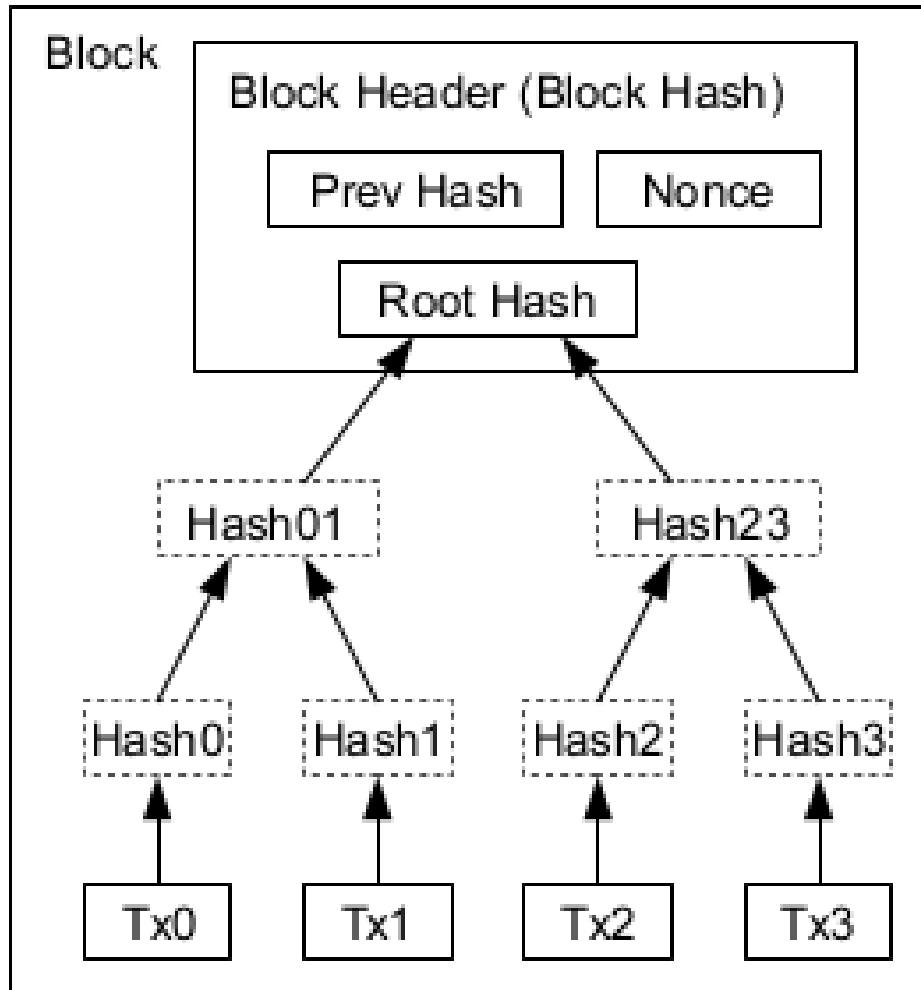 Block
Block Header (Block Hash)
Prev Hash Nonce
Root Hash
Hash01 Hash23
Hash0 Hash1 Hash2 Hash3
Tx0 Tx1 Tx2 Tx3